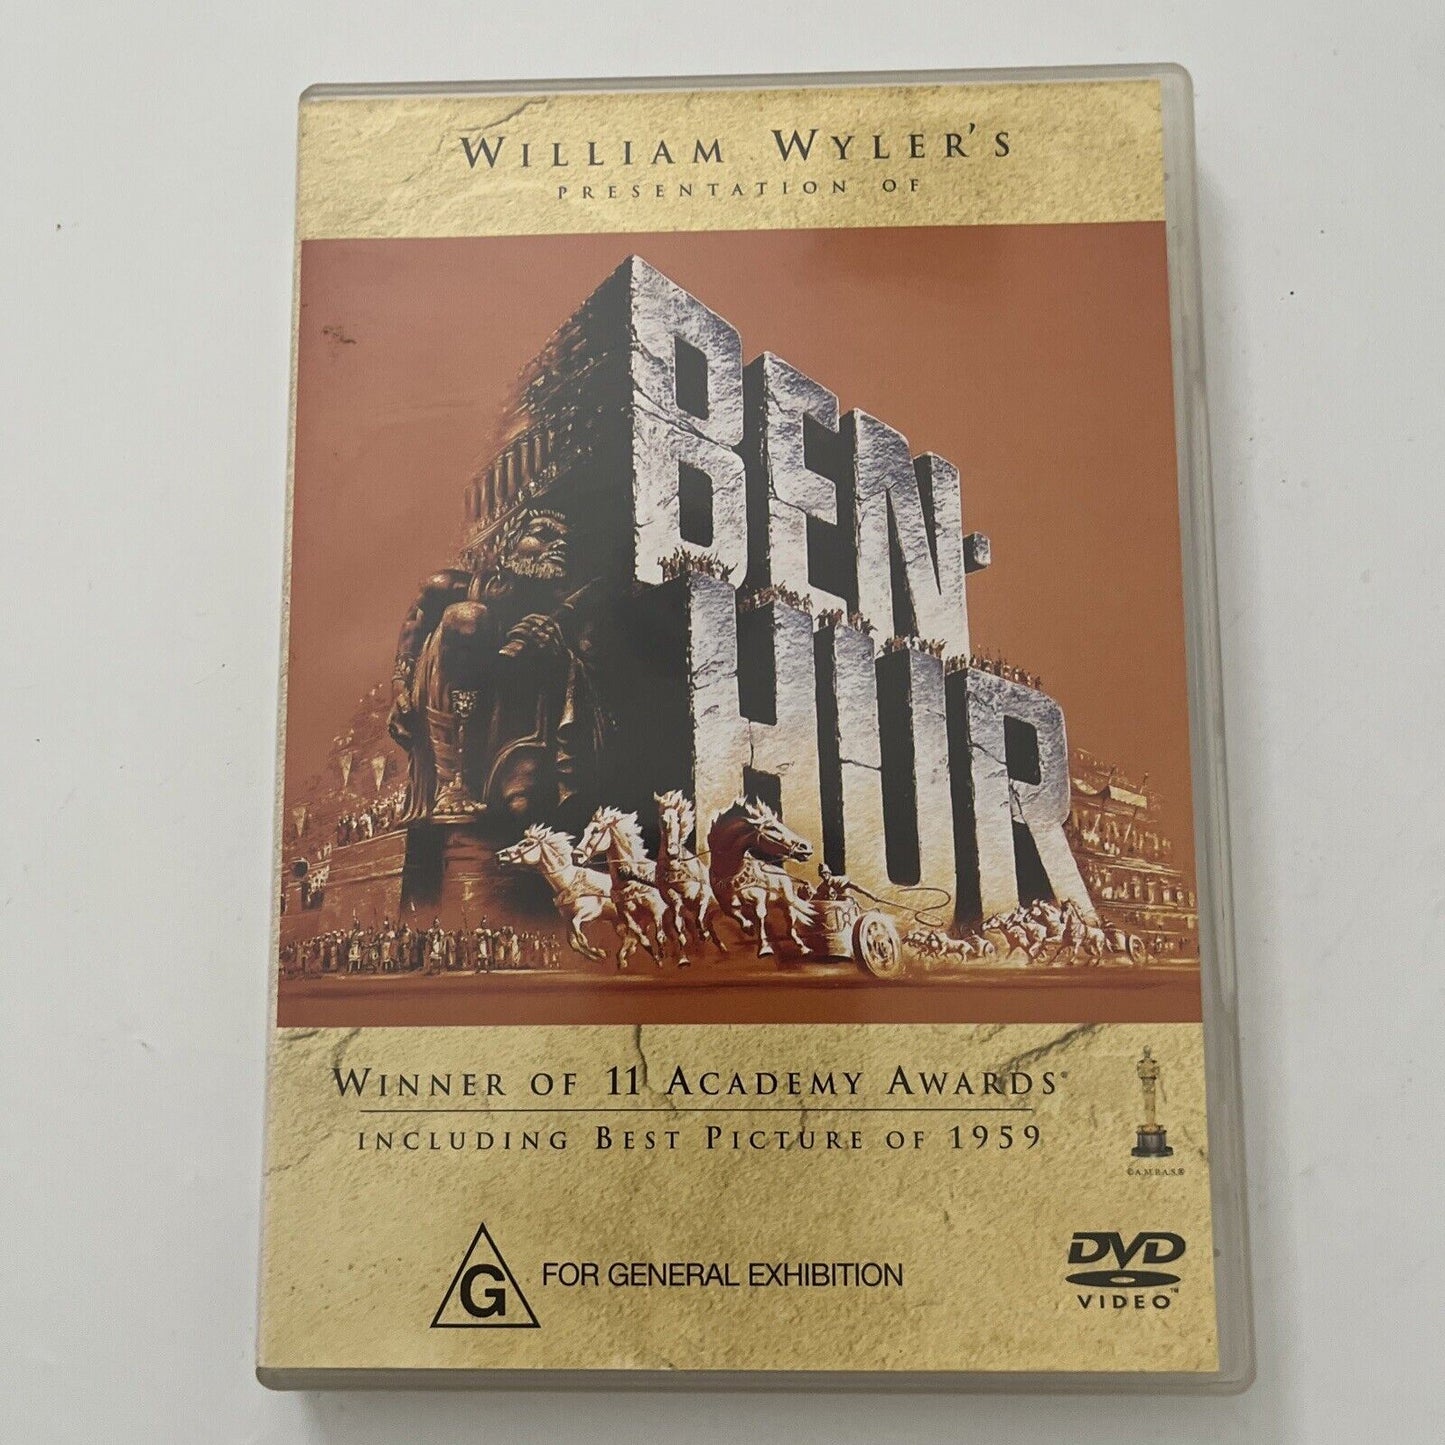 WILLIAM WYLER'S
PRESENTATION OF
BEN-
HUR
WINNER OF 11 ACADEMY AWARDS®
INCLUDING BEST PICTURE OF 1959
©A.M.P.A.S.®
G FOR GENERAL EXHIBITION
DVD
VIDEO™